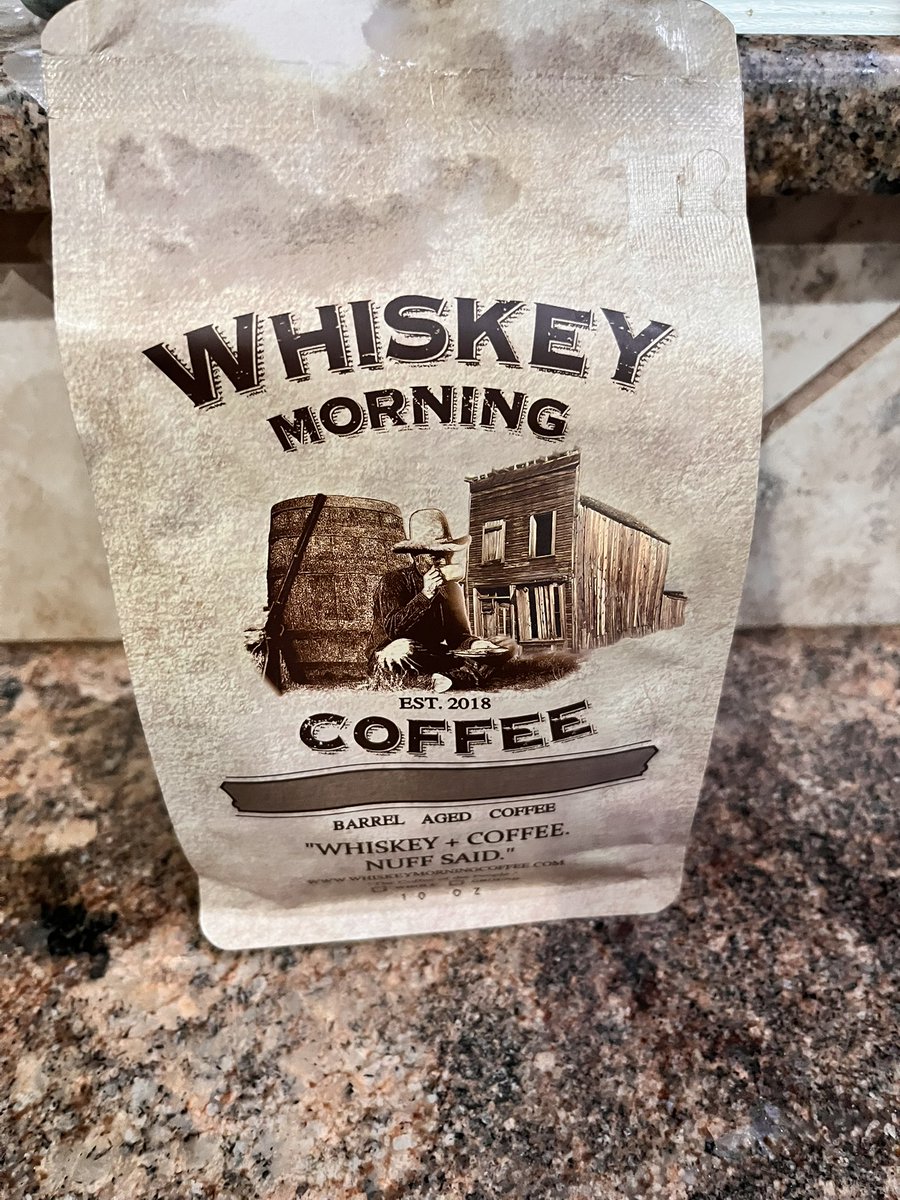 WHISKEY
MORNING
EST. 2018
COFFEE
BARREL AGED COFFEE
"WHISKEY + COFFEE.
NUFF SAID."
WWW.WHISKEYMORNINGCOFFEE.COM
10 OZ